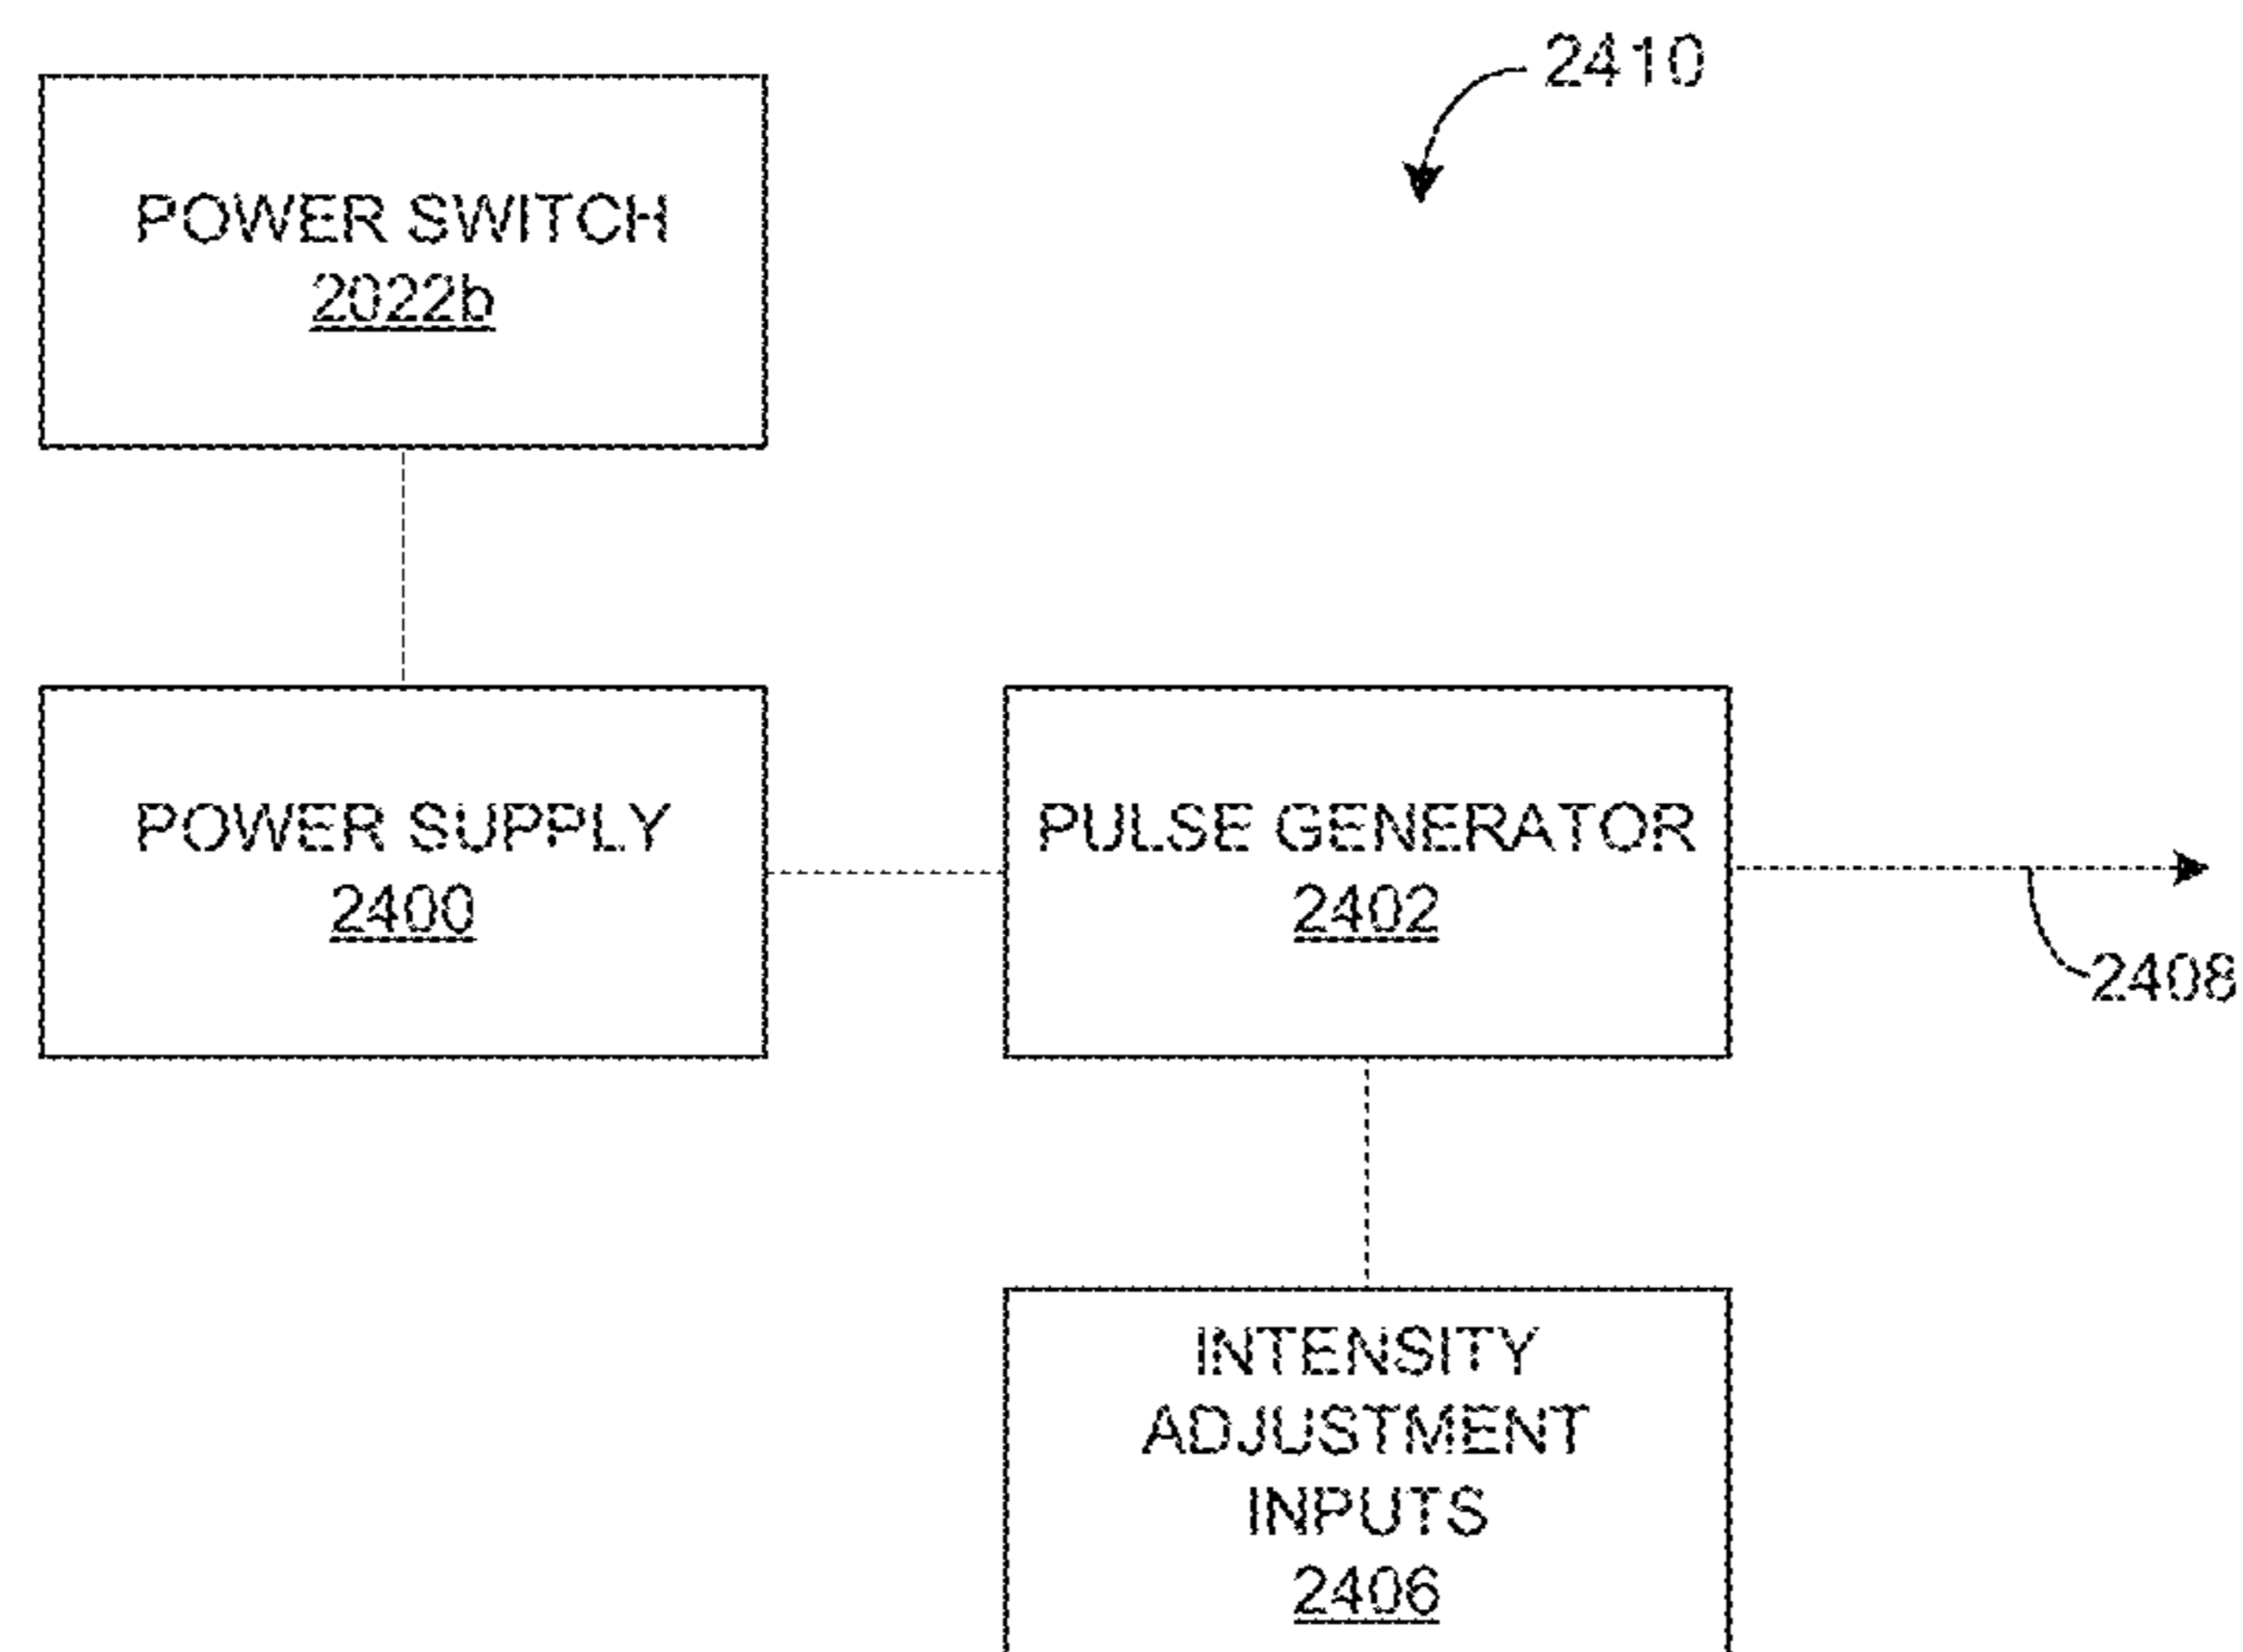 2410
POWER SWITCH
2022b
POWER SUPPLY
2400
PULSE GENERATOR
2402
2408
INTENSITY
ADJUSTMENT
INPUTS
2406